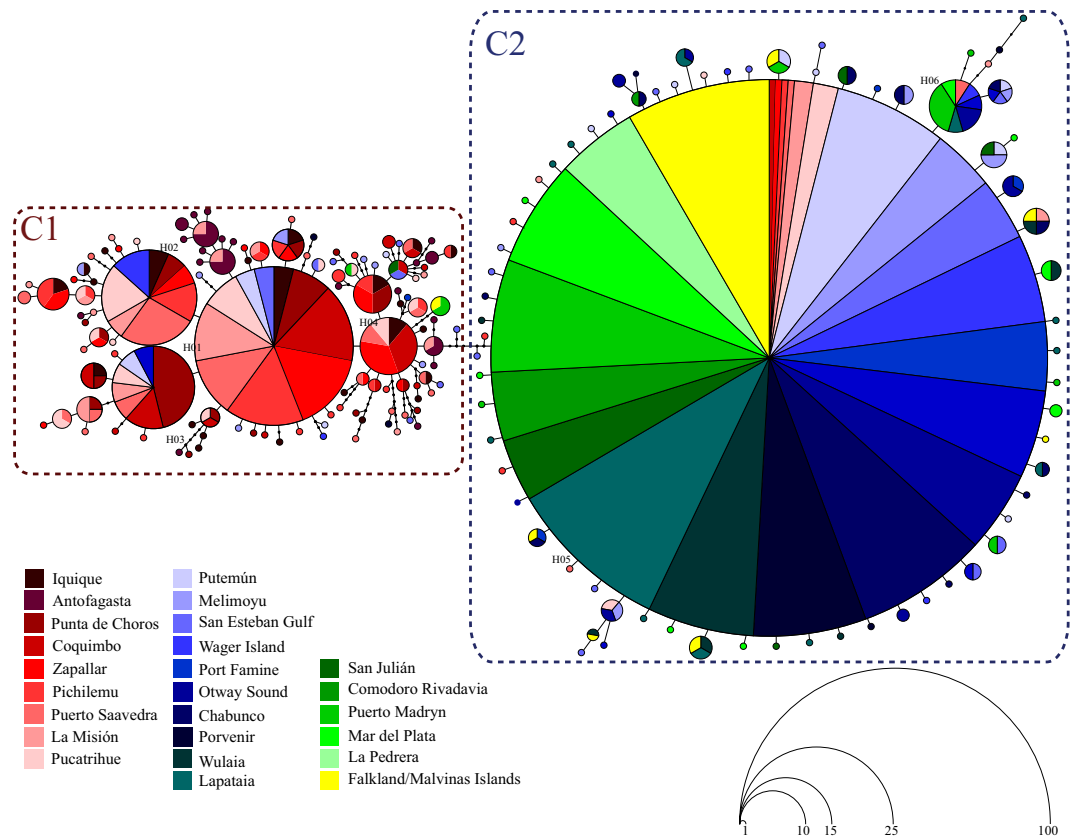 C2
H06
C1
H02
H01
H04
H03
H05
Iquique
Antofagasta
Punta de Choros
Coquimbo
Zapallar
Pichilemu
Puerto Saavedra
La Misión
Pucatrihue
Putemún
Melimoyu
San Esteban Gulf
Wager Island
Port Famine
Otway Sound
Chabunco
Porvenir
Wulaia
Lapataia
San Julián
Comodoro Rivadavia
Puerto Madryn
Mar del Plata
La Pedrera
Falkland/Malvinas Islands
1 10 15 25 100